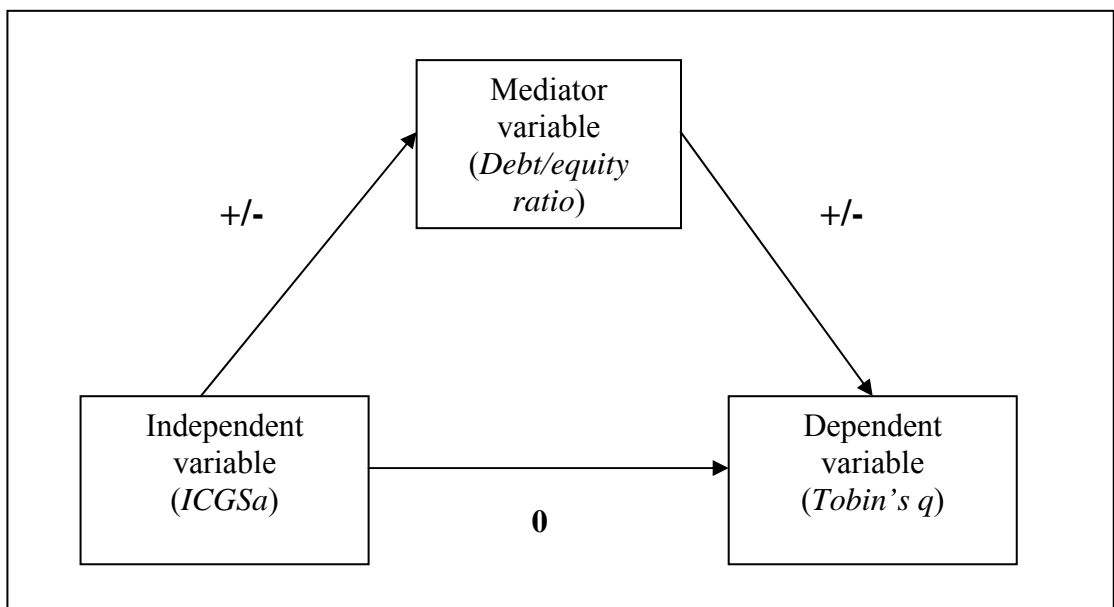 Mediator
variable
(Debt/equity
ratio)
+/-
+/-
Independent
variable
(ICGSa)
0
Dependent
variable
(Tobin’s q)